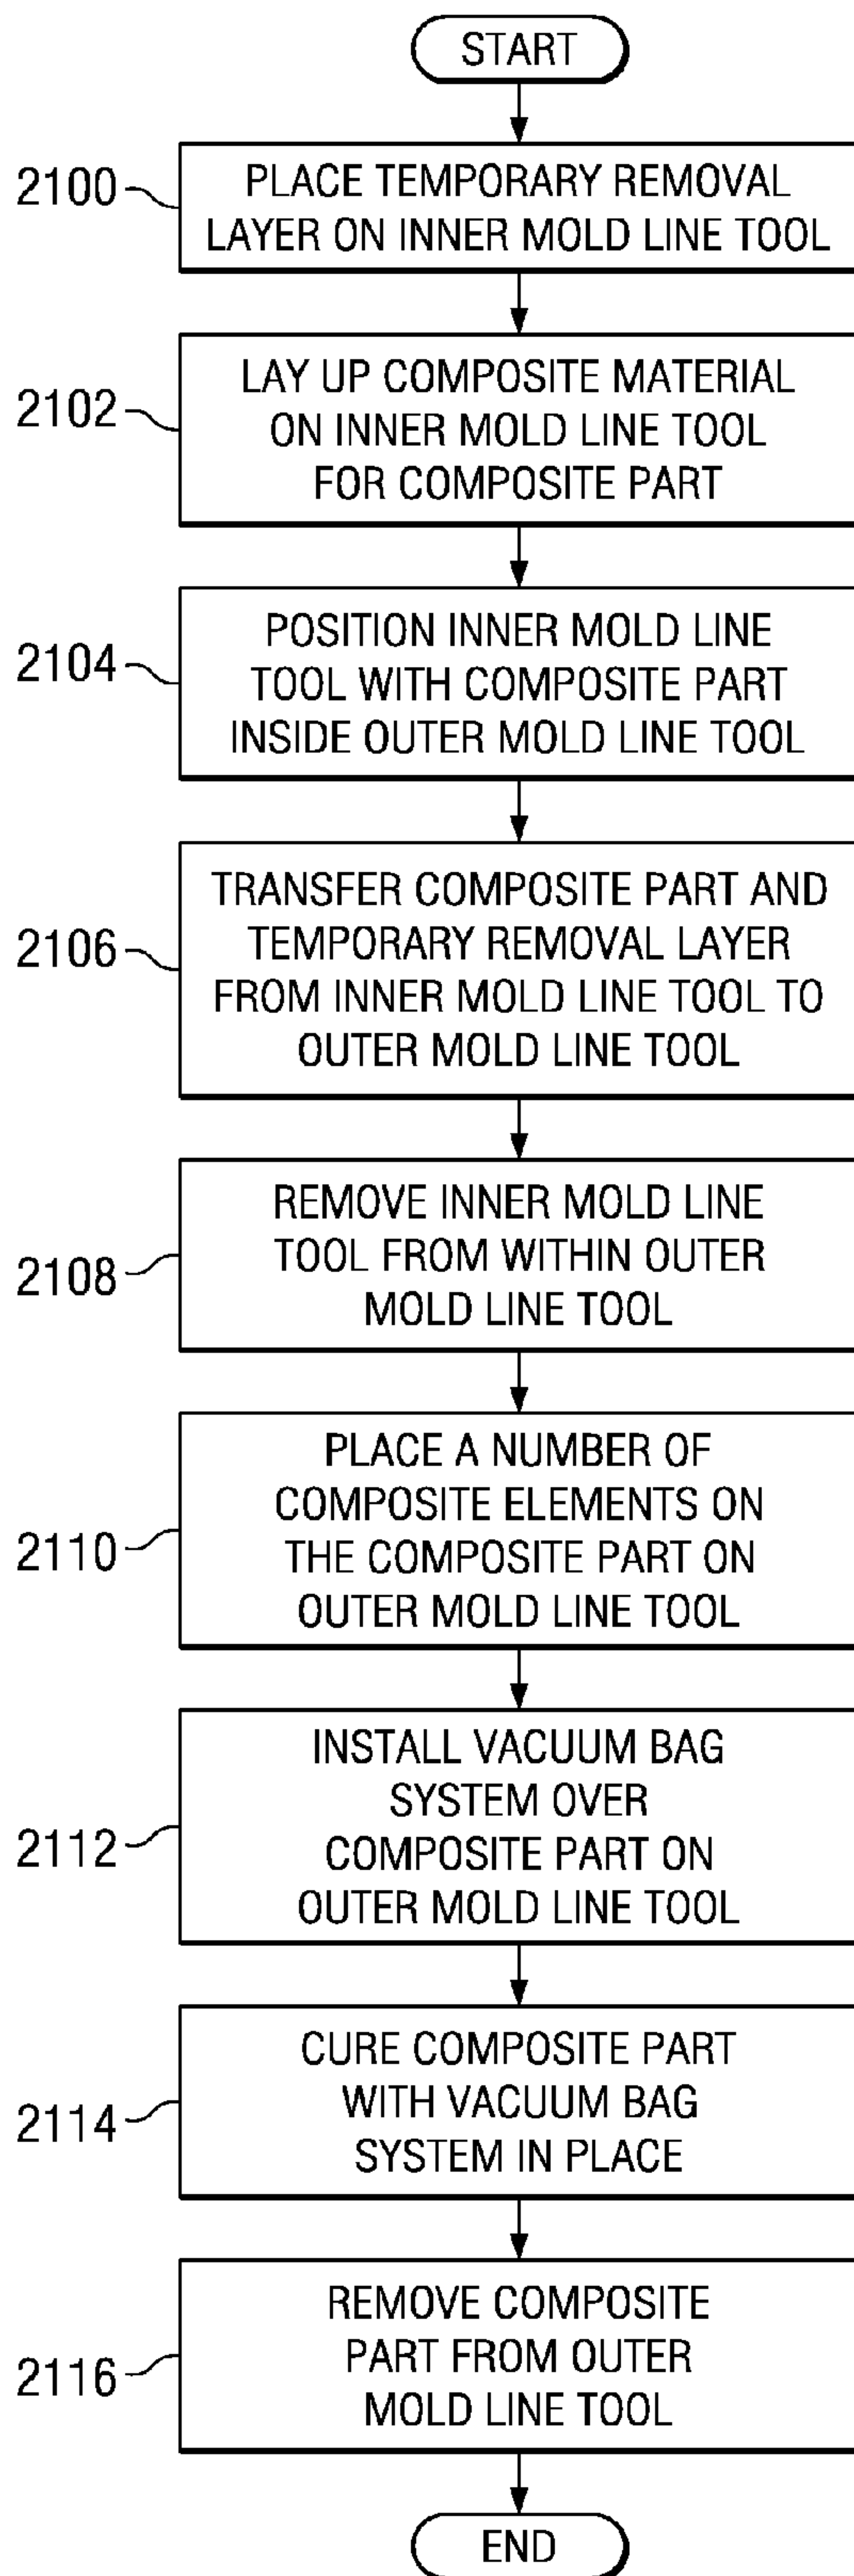 START
2100
PLACE TEMPORARY REMOVAL
LAYER ON INNER MOLD LINE TOOL
2102
LAY UP COMPOSITE MATERIAL
ON INNER MOLD LINE TOOL
FOR COMPOSITE PART
2104
POSITION INNER MOLD LINE
TOOL WITH COMPOSITE PART
INSIDE OUTER MOLD LINE TOOL
2106
TRANSFER COMPOSITE PART AND
TEMPORARY REMOVAL LAYER
FROM INNER MOLD LINE TOOL TO
OUTER MOLD LINE TOOL
2108
REMOVE INNER MOLD LINE
TOOL FROM WITHIN OUTER
MOLD LINE TOOL
2110
PLACE A NUMBER OF
COMPOSITE ELEMENTS ON
THE COMPOSITE PART ON
OUTER MOLD LINE TOOL
2112
INSTALL VACUUM BAG
SYSTEM OVER
COMPOSITE PART ON
OUTER MOLD LINE TOOL
2114
CURE COMPOSITE PART
WITH VACUUM BAG
SYSTEM IN PLACE
2116
REMOVE COMPOSITE
PART FROM OUTER
MOLD LINE TOOL
END